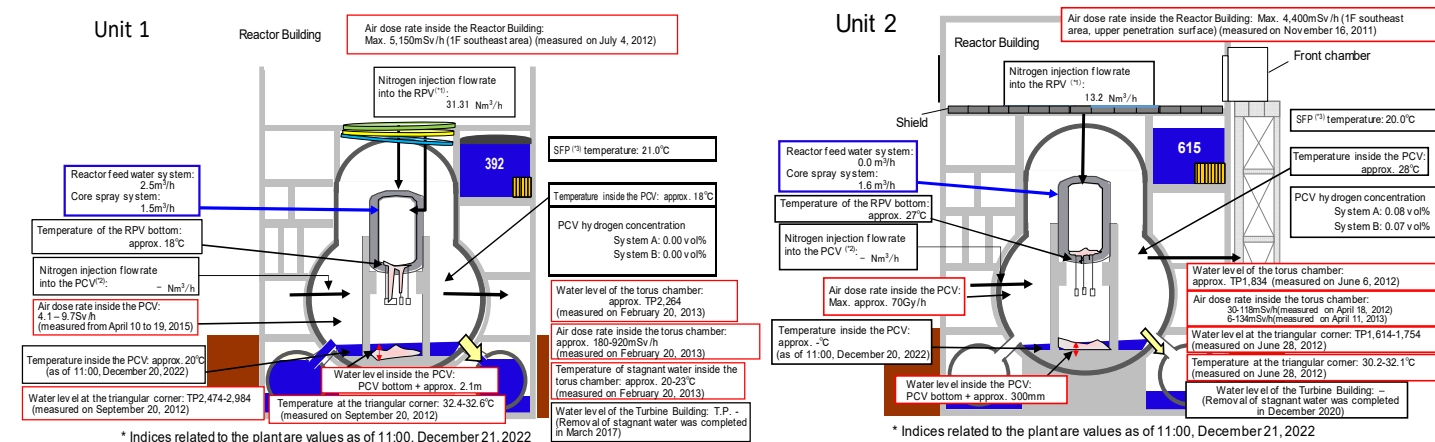 Unit 1
Reactor Building
Air dose rate inside the Reactor Building:
Max. 5,150mSv/h (1F southeast area) (measured on July 4, 2012)
Nitrogen injection flow rate
into the RPV(*1):
31.31 Nm3/h
392
SFP (*3) temperature: 21.0℃
Reactor feed water system:
2.5m3/h
Core spray system:
1.5m3/h
Temperature of the RPV bottom:
approx. 18℃
Nitrogen injection flow rate
into the PCV(*2):
− Nm3/h
Air dose rate inside the PCV:
4.1 – 9.7Sv/h
(measured from April 10 to 19, 2015)
Temperature inside the PCV: approx. 20℃
(as of 11:00, December 20, 2022)
Water level at the triangular corner: TP2,474-2,984
(measured on September 20, 2012)
Temperature inside the PCV: approx. 18℃
PCV hydrogen concentration
System A: 0.00 vol%
System B: 0.00 vol%
Water level of the torus chamber:
approx. TP2,264
(measured on February 20, 2013)
Air dose rate inside the torus chamber:
approx. 180-920mSv/h
(measured on February 20, 2013)
Temperature of stagnant water inside the
torus chamber: approx. 20-23℃
(measured on February 20, 2013)
Water level of the Turbine Building: T.P. -
(Removal of stagnant water was completed
in March 2017)
Water level inside the PCV:
PCV bottom + approx. 2.1m
Temperature at the triangular corner: 32.4-32.6℃
(measured on September 20, 2012)
* Indices related to the plant are values as of 11:00, December 21, 2022
Unit 2
Reactor Building
Air dose rate inside the Reactor Building: Max. 4,400mSv/h (1F southeast
area, upper penetration surface) (measured on November 16, 2011)
Front chamber
Nitrogen injection flow rate
into the RPV (*1):
13.2 Nm3/h
Shield
615
SFP (*3) temperature: 20.0℃
Reactor feed water system:
0.0 m3/h
Core spray system:
1.6 m3/h
Temperature of the RPV bottom:
approx. 27℃
Nitrogen injection flow rate
into the PCV (*2): − Nm3/h
Air dose rate inside the PCV:
Max. approx. 70Gy/h
Temperature inside the PCV:
approx. -℃
(as of 11:00, December 20, 2022)
Water level inside the PCV:
PCV bottom + approx. 300mm
Temperature inside the PCV:
approx. 28℃
PCV hydrogen concentration
System A: 0.08 vol%
System B: 0.07 vol%
Water level of the torus chamber:
approx. TP1,834 (measured on June 6, 2012)
Air dose rate inside the torus chamber:
30-118mSv/h(measured on April 18, 2012)
6-134mSv/h(measured on April 11, 2013)
Water level at the triangular corner: TP1,614-1,754
(measured on June 28, 2012)
Temperature at the triangular corner: 30.2-32.1℃
(measured on June 28, 2012)
Water level of the Turbine Building: −
(Removal of stagnant water was completed
in December 2020)
* Indices related to the plant are values as of 11:00, December 21, 2022